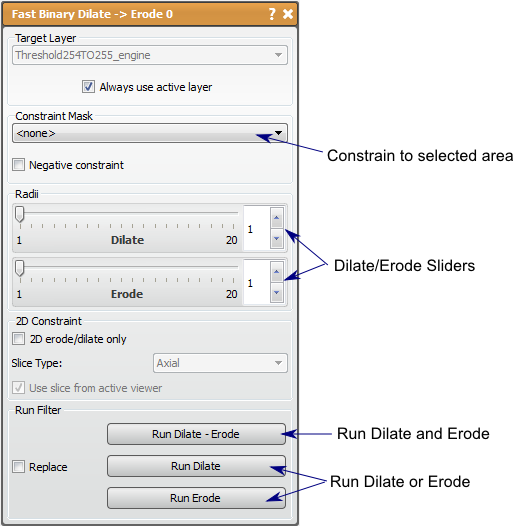 Fast Binary Dilate -> Erode 0 ?
Target Layer
Threshold254TO255_engine
Always use active layer
Constraint Mask
<none>
Constrain to selected area
Negative constraint
Radii
1
1 Dilate 20
Dilate/Erode Sliders
1
1 Erode 20
2D Constraint
2D erode/dilate only
Slice Type: Axial
Use slice from active viewer
Run Filter
Run Dilate - Erode
Run Dilate and Erode
Replace Run Dilate
Run Dilate or Erode
Run Erode